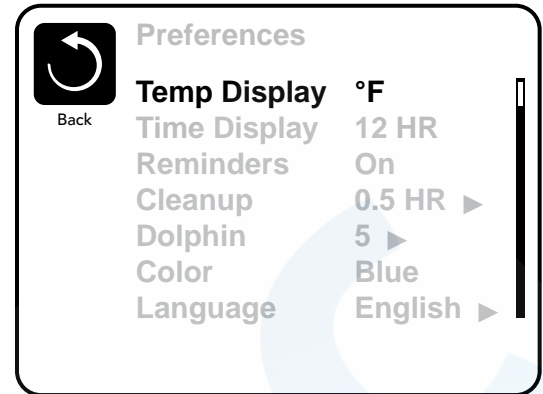 Preferences
Back
Temp Display °F
Time Display 12 HR
Reminders On
Cleanup 0.5 HR ▶
Dolphin 5 ▶
Color Blue
Language English ▶